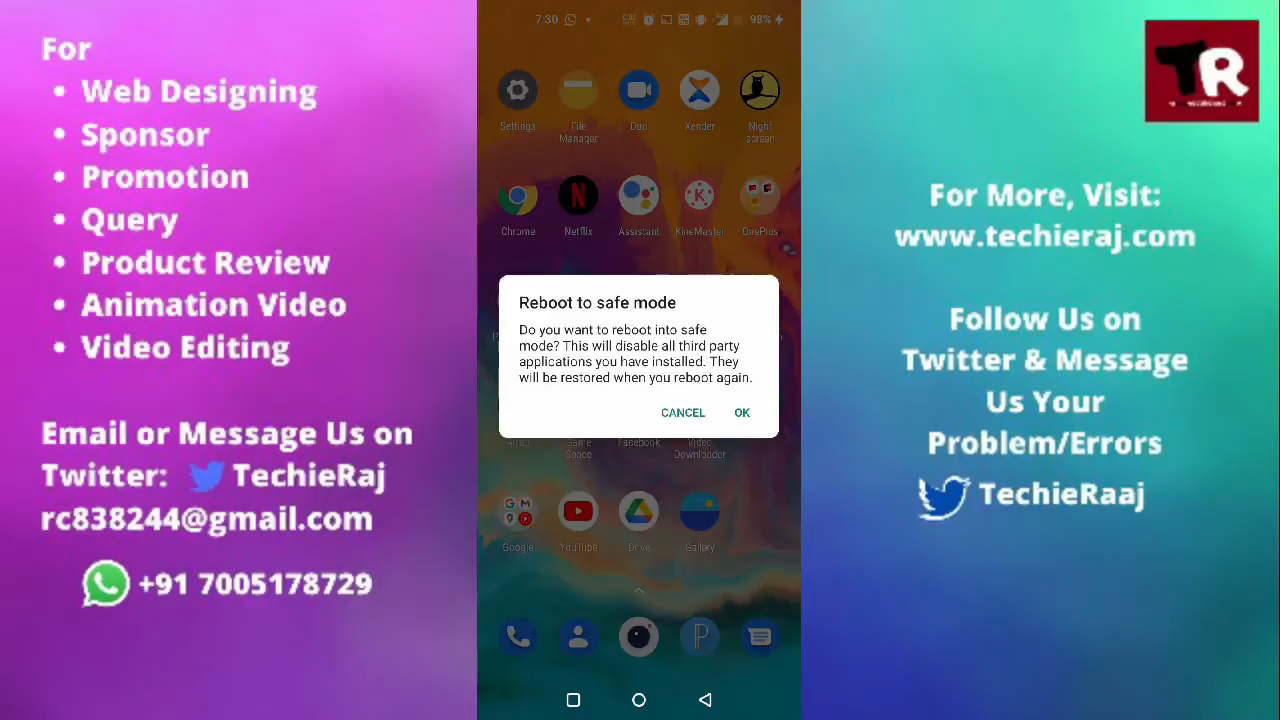 For
• Web Designing
• Sponsor
• Promotion
• Query
• Product Review
• Animation Video
• Video Editing
Email or Message Us on
Twitter: TechieRaj
rc838244@gmail.com
+91 7005178729
7:30
98%
Settings
File
Manager
Duo
Xender
Night
screen
Chrome
Netflix
Assistant
KineMaster
OnePlus
Reboot to safe mode
Do you want to reboot into safe
mode? This will disable all third party
applications you have installed. They
will be restored when you reboot again.
CANCEL
OK
Space
Facebook
Video
Downloader
Google
YouTube
Drive
Gallery
TR
For More, Visit:
www.techieraj.com
Follow Us on
Twitter & Message
Us Your
Problem/Errors
TechieRaaj